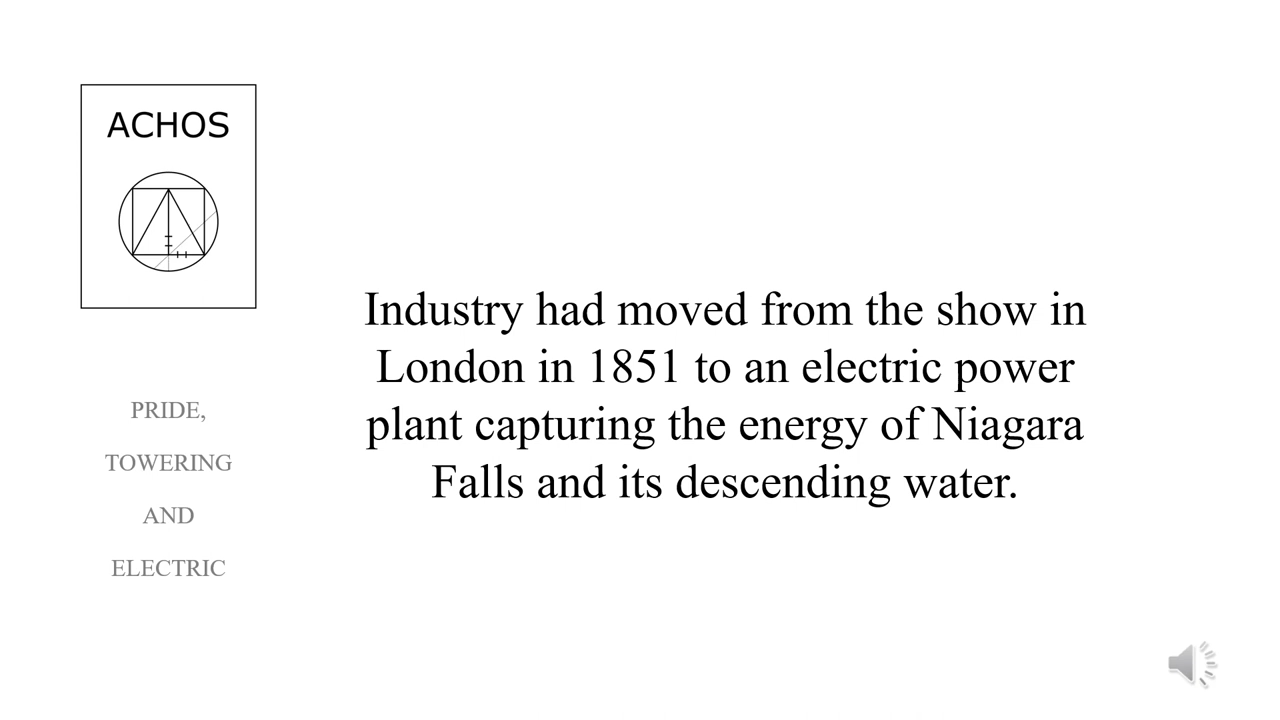 ACHOS
PRIDE,
TOWERING
AND
ELECTRIC
Industry had moved from the show in
London in 1851 to an electric power
plant capturing the energy of Niagara
Falls and its descending water.